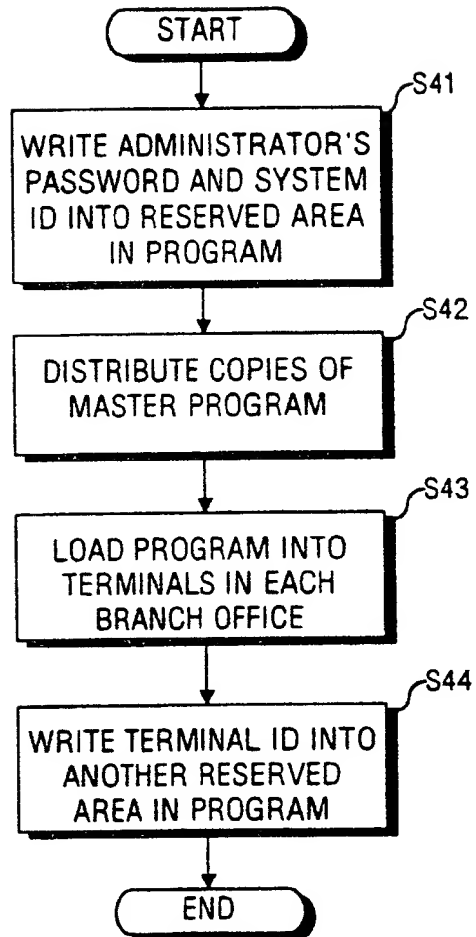 START
S41
WRITE ADMINISTRATOR'S
PASSWORD AND SYSTEM
ID INTO RESERVED AREA
IN PROGRAM
S42
DISTRIBUTE COPIES OF
MASTER PROGRAM
S43
LOAD PROGRAM INTO
TERMINALS IN EACH
BRANCH OFFICE
S44
WRITE TERMINAL ID INTO
ANOTHER RESERVED
AREA IN PROGRAM
END